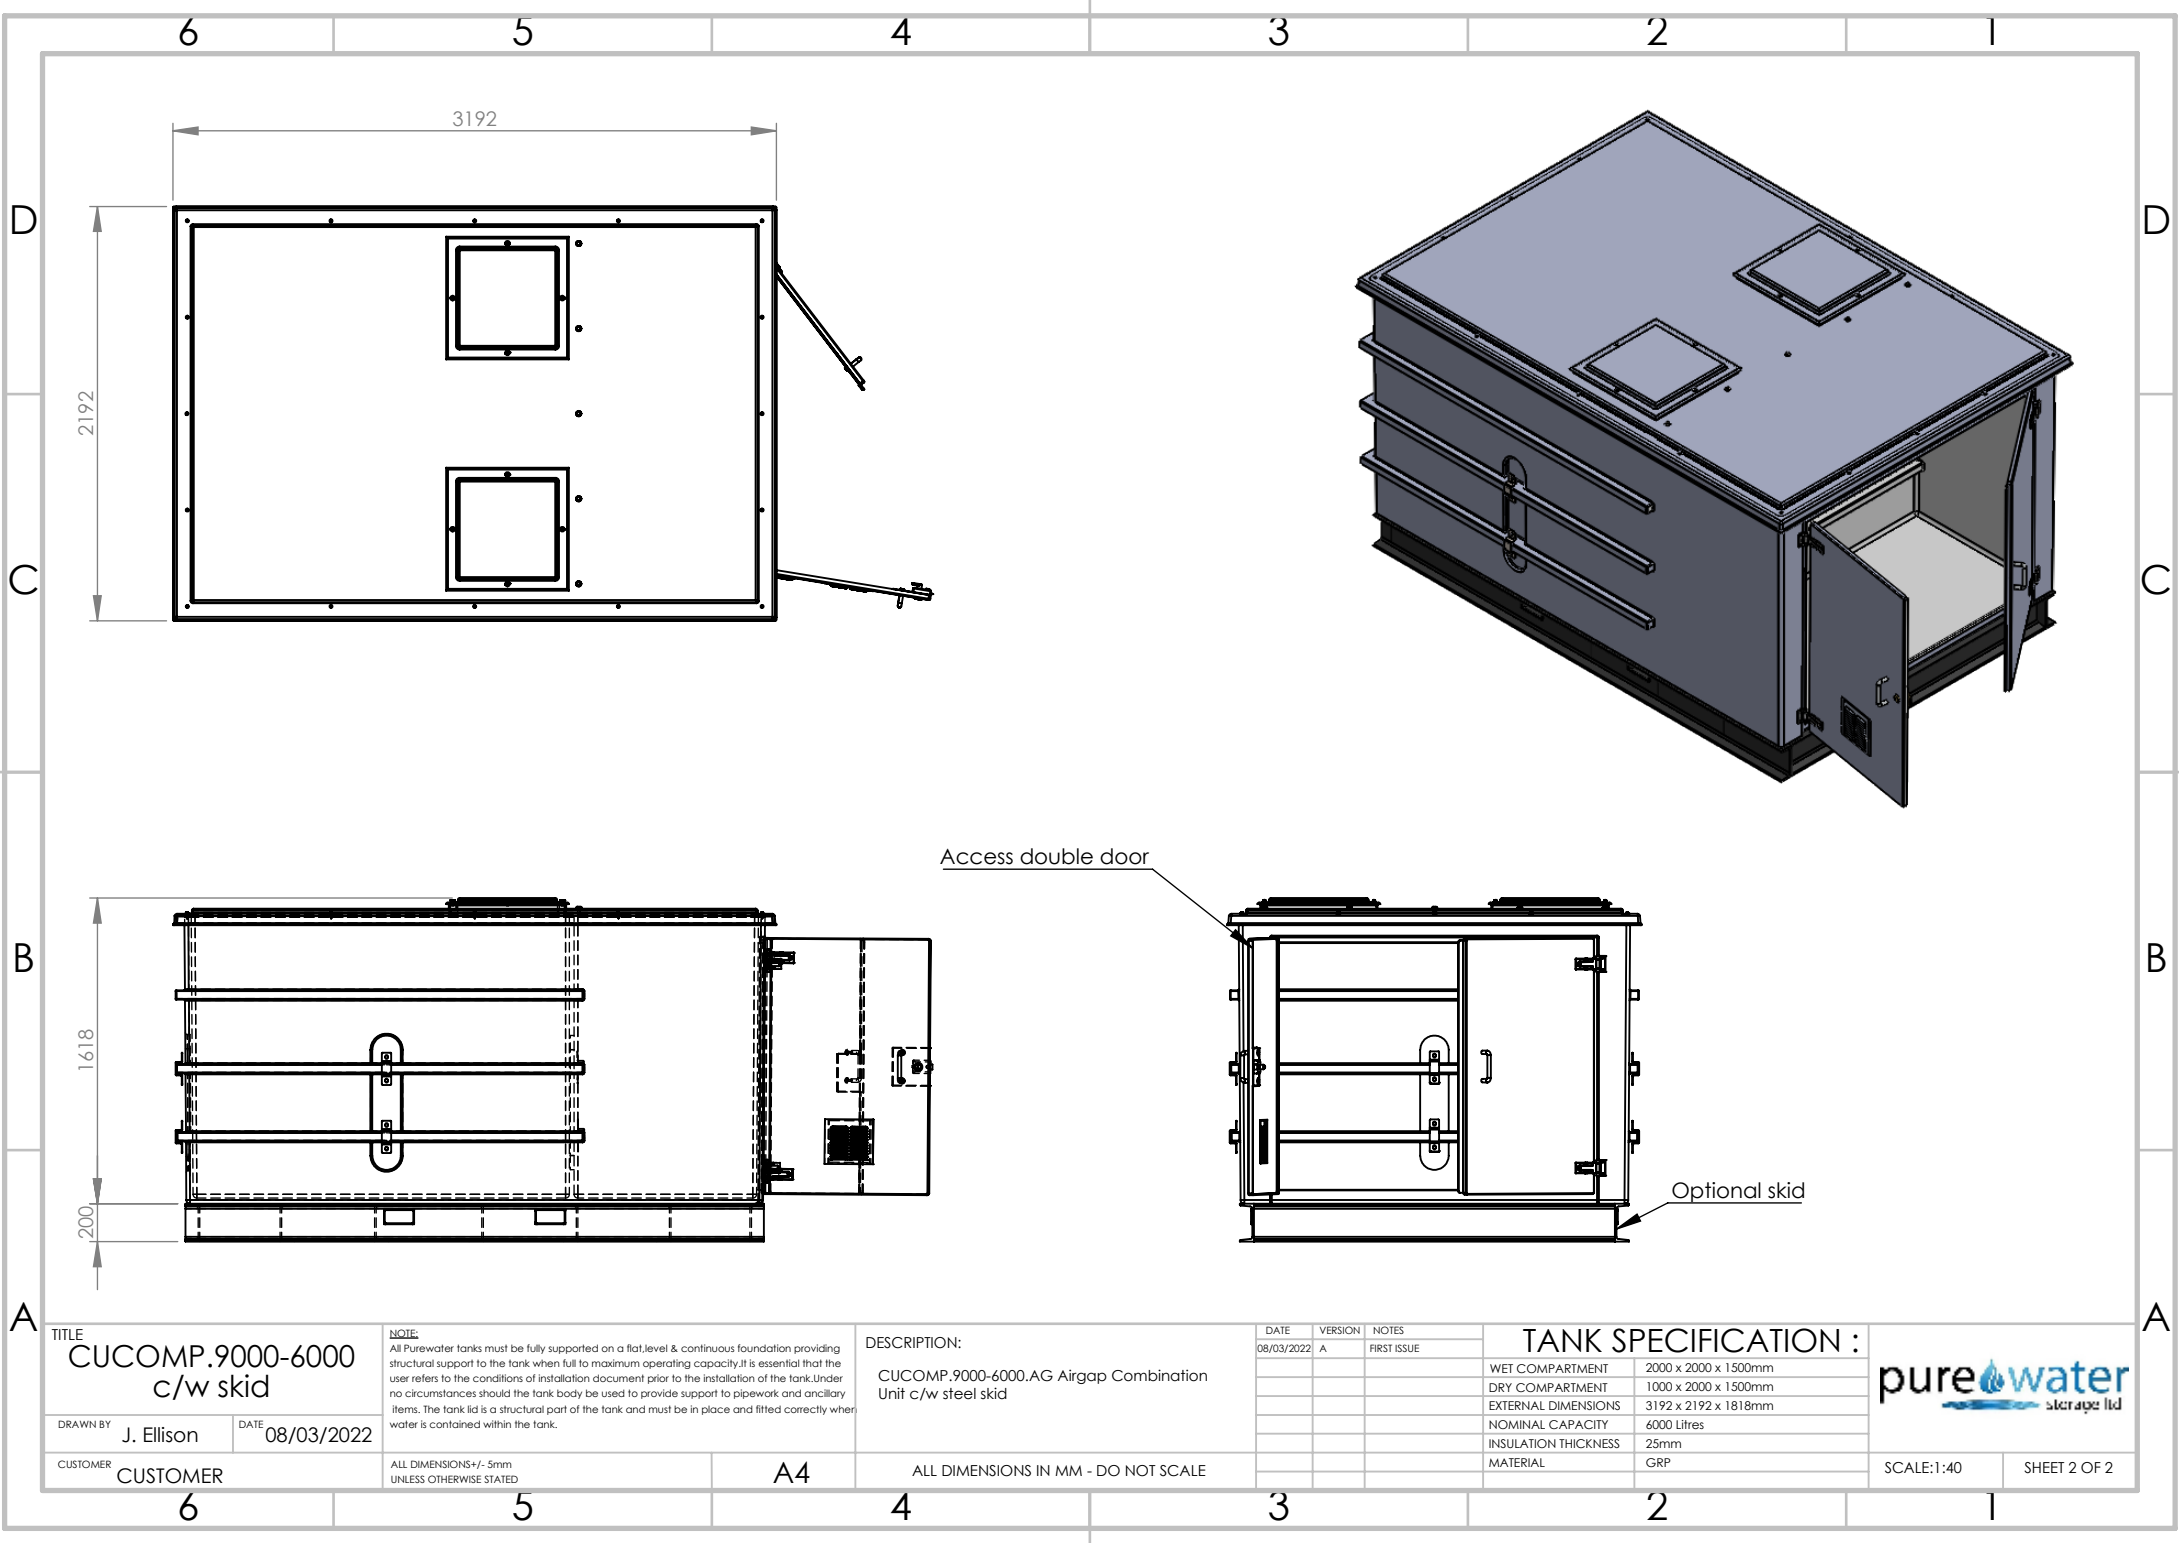 6 5 4 3 2 1
3192
D
D
2192
C
C
Access double door
B
B
1618
Optional skid
200
A
A
TITLE
CUCOMP.9000-6000
c/w skid
DRAWN BY
J. Ellison
DATE
08/03/2022
CUSTOMER
CUSTOMER
NOTE:
All Purewater tanks must be fully supported on a flat,level & continuous foundation providing
structural support to the tank when full to maximum operating capacity.It is essential that the
user refers to the conditions of installation document prior to the installation of the tank.Under
no circumstances should the tank body be used to provide support to pipework and ancillary
items. The tank lid is a structural part of the tank and must be in place and fitted correctly when
water is contained within the tank.
ALL DIMENSIONS+/- 5mm
UNLESS OTHERWISE STATED
A4
DESCRIPTION:
CUCOMP.9000-6000.AG Airgap Combination
Unit c/w steel skid
ALL DIMENSIONS IN MM - DO NOT SCALE
DATE VERSION NOTES
08/03/2022 A FIRST ISSUE
TANK SPECIFICATION :
WET COMPARTMENT 2000 x 2000 x 1500mm
DRY COMPARTMENT 1000 x 2000 x 1500mm
EXTERNAL DIMENSIONS 3192 x 2192 x 1818mm
NOMINAL CAPACITY 6000 Litres
INSULATION THICKNESS 25mm
MATERIAL GRP
pure water
storage ltd
SCALE:1:40
SHEET 2 OF 2
6 5 4 3 2 1